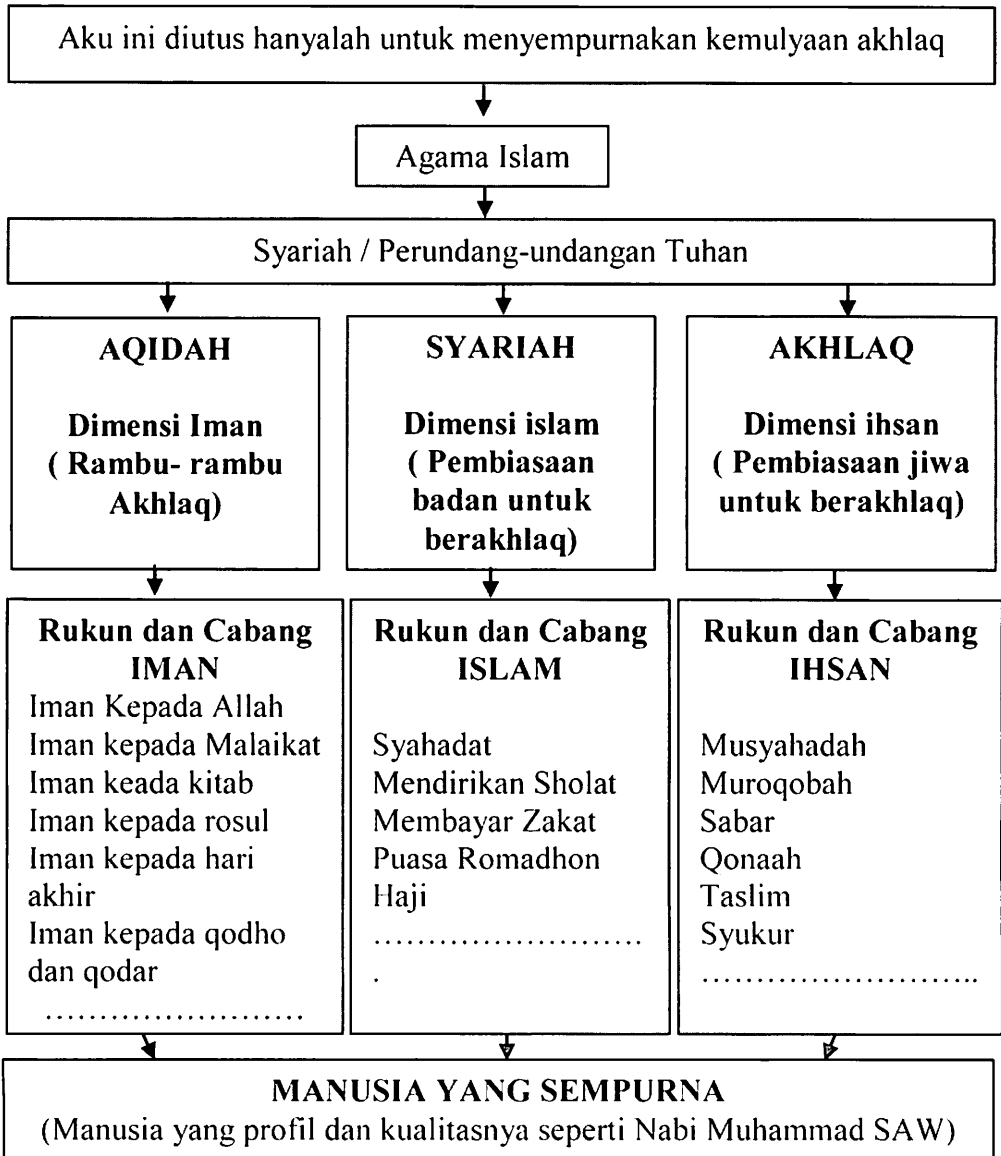 Aku ini diutus hanyalah untuk menyempurnakan kemulyaan akhlaq
Agama Islam
Syariah / Perundang-undangan Tuhan
AQIDAH
Dimensi Iman
( Rambu- rambu
Akhlaq)
SYARIAH
Dimensi islam
( Pembiasaan
badan untuk
berakhlaq)
AKHLAQ
Dimensi ihsan
( Pembiasaan jiwa
untuk berakhlaq)
Rukun dan Cabang
IMAN
Iman Kepada Allah
Iman kepada Malaikat
Iman keada kitab
Iman kepada rosul
Iman kepada hari
akhir
Iman kepada qodho
dan qodar
........................
Rukun dan Cabang
ISLAM
Syahadat
Mendirikan Sholat
Membayar Zakat
Puasa Romadhon
Haji
.........................
.
Rukun dan Cabang
IHSAN
Musyahadah
Muroqobah
Sabar
Qonaah
Taslim
Syukur
.........................
MANUSIA YANG SEMPURNA
(Manusia yang profil dan kualitasnya seperti Nabi Muhammad SAW)